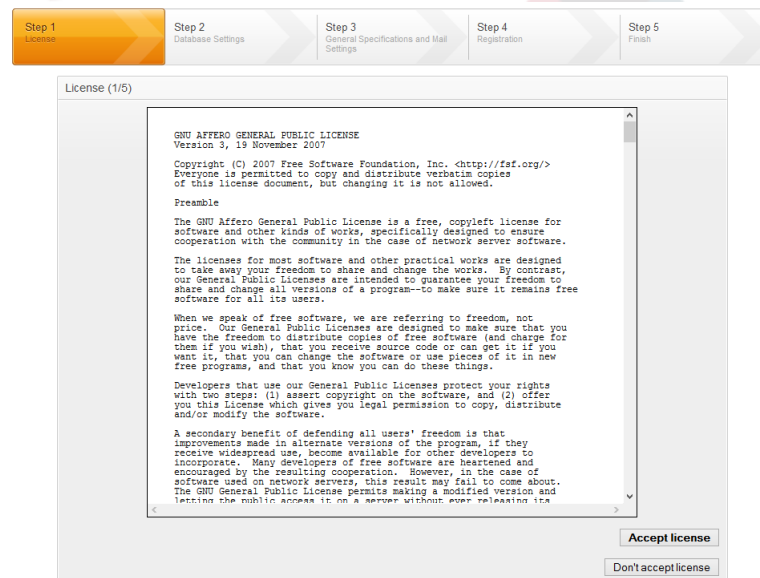 Step 1
License
Step 2
Database Settings
Step 3
General Specifications and Mail
Settings
Step 4
Registration
Step 5
Finish
License (1/5)
GNU AFFERO GENERAL PUBLIC LICENSE
Version 3, 19 November 2007
Copyright (C) 2007 Free Software Foundation, Inc. <http://fsf.org/>
Everyone is permitted to copy and distribute verbatim copies
of this license document, but changing it is not allowed.
Preamble
The GNU Affero General Public License is a free, copyleft license for
software and other kinds of works, specifically designed to ensure
cooperation with the community in the case of network server software.
The licenses for most software and other practical works are designed
to take away your freedom to share and change the works.  By contrast,
our General Public Licenses are intended to guarantee your freedom to
share and change all versions of a program--to make sure it remains free
software for all its users.
When we speak of free software, we are referring to freedom, not
price.  Our General Public Licenses are designed to make sure that you
have the freedom to distribute copies of free software (and charge for
them if you wish), that you receive source code or can get it if you
want it, that you can change the software or use pieces of it in new
free programs, and that you know you can do these things.
Developers that use our General Public Licenses protect your rights
with two steps: (1) assert copyright on the software, and (2) offer
you this License which gives you legal permission to copy, distribute
and/or modify the software.
A secondary benefit of defending all users' freedom is that
improvements made in alternate versions of the program, if they
receive widespread use, become available for other developers to
incorporate.  Many developers of free software are heartened and
encouraged by the resulting cooperation.  However, in the case of
software used on network servers, this result may fail to come about.
The GNU General Public License permits making a modified version and
letting the public access it on a server without ever releasing its
Accept license
Don't accept license